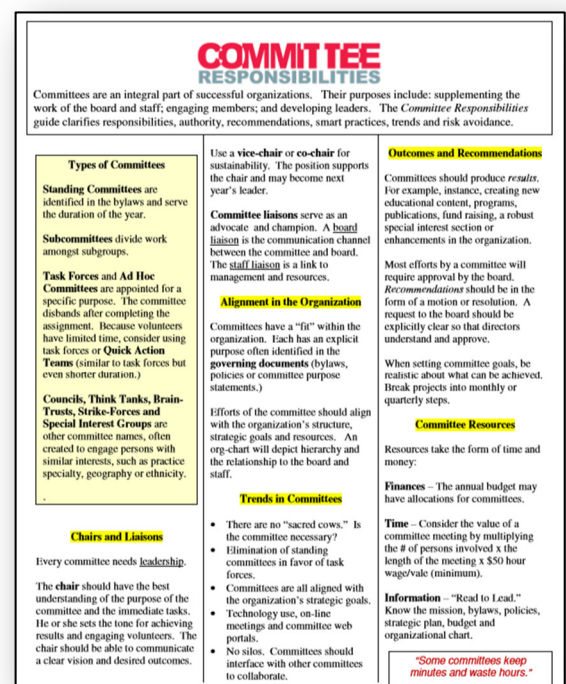 COMMITTEE
RESPONSIBILITIES
Committees are an integral part of successful organizations. Their purposes include: supplementing the
work of the board and staff; engaging members; and developing leaders. The Committee Responsibilities
guide clarifies responsibilities, authority, recommendations, smart practices, trends and risk avoidance.
Types of Committees
Standing Committees are
identified in the bylaws and serve
the duration of the year.
Subcommittees divide work
amongst subgroups.
Task Forces and Ad Hoc
Committees are appointed for a
specific purpose. The committee
disbands after completing the
assignment. Because volunteers
have limited time, consider using
task forces or Quick Action
Teams (similar to task forces but
even shorter duration.)
Councils, Think Tanks, Brain-
Trusts, Strike-Forces and
Special Interest Groups are
other committee names, often
created to engage persons with
similar interests, such as practice
specialty, geography or ethnicity.
.
Chairs and Liaisons
Every committee needs leadership.
The chair should have the best
understanding of the purpose of the
committee and the immediate tasks.
He or she sets the tone for achieving
results and engaging volunteers. The
chair should be able to communicate
a clear vision and desired outcomes.
Use a vice-chair or co-chair for
sustainability. The position supports
the chair and may become next
year's leader.
Committee liaisons serve as an
advocate and champion. A board
liaison is the communication channel
between the committee and board.
The staff liaison is a link to
management and resources.
Alignment in the Organization
Committees have a "fit" within the
organization. Each has an explicit
purpose often identified in the
governing documents (bylaws,
policies or committee purpose
statements.)
Efforts of the committee should align
with the organization's structure,
strategic goals and resources. An
org-chart will depict hierarchy and
the relationship to the board and
staff.
Trends in Committees
• There are no "sacred cows." Is
the committee necessary?
• Elimination of standing
committees in favor of task
forces.
• Committees are all aligned with
the organization's strategic goals.
• Technology use, on-line
meetings and committee web
portals.
• No silos. Committees should
interface with other committees
to collaborate.
Outcomes and Recommendations
Committees should produce results.
For example, instance, creating new
educational content, programs,
publications, fund raising, a robust
special interest section or
enhancements in the organization.
Most efforts by a committee will
require approval by the board.
Recommendations should be in the
form of a motion or resolution. A
request to the board should be
explicitly clear so that directors
understand and approve.
When setting committee goals, be
realistic about what can be achieved.
Break projects into monthly or
quarterly steps.
Committee Resources
Resources take the form of time and
money:
Finances – The annual budget may
have allocations for committees.
Time – Consider the value of a
committee meeting by multiplying
the # of persons involved x the
length of the meeting x $50 hour
wage/vale (minimum).
Information – "Read to Lead."
Know the mission, bylaws, policies,
strategic plan, budget and
organizational chart.
"Some committees keep
minutes and waste hours."